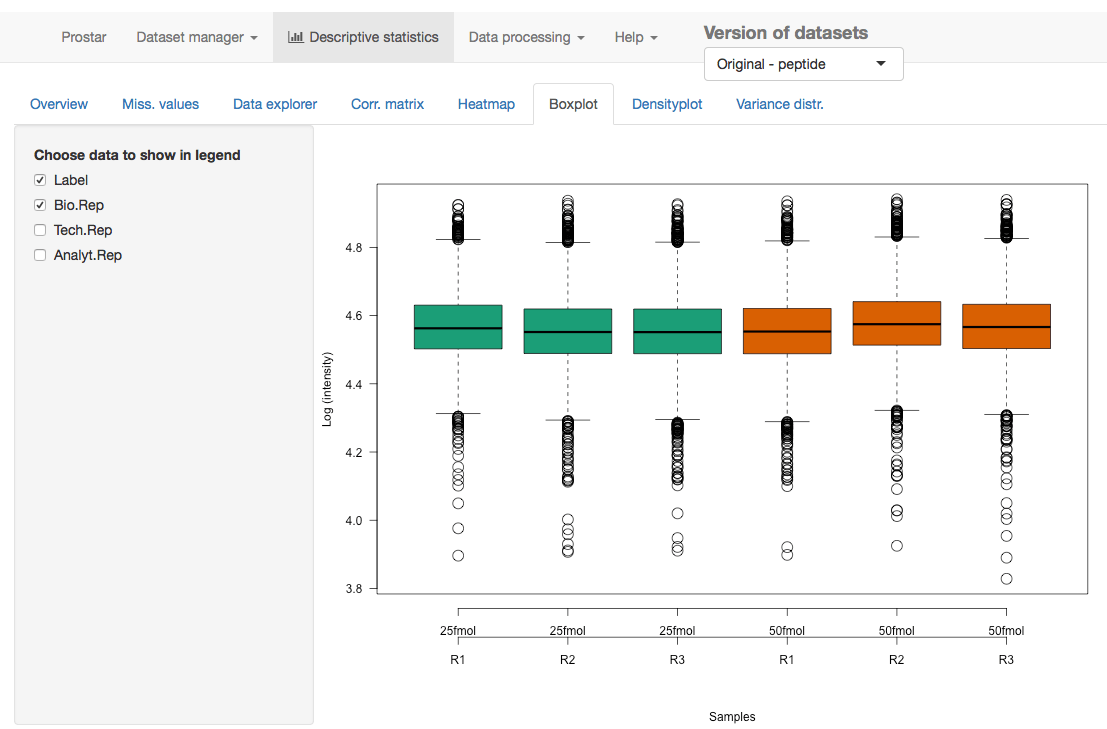 Prostar Dataset manager Descriptive statistics Data processing Help Version of datasets
Original - peptide
Overview Miss. values Data explorer Corr. matrix Heatmap Boxplot Densityplot Variance distr.
Choose data to show in legend
Label
Bio.Rep
Tech.Rep
Analyt.Rep
Log (intensity)
4.8
4.6
4.4
4.2
4.0
3.8
25fmol 25fmol 25fmol 50fmol 50fmol 50fmol
R1 R2 R3 R1 R2 R3
Samples